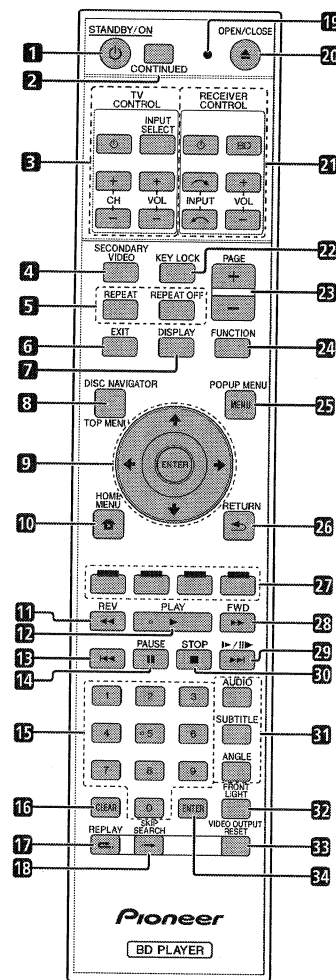 STANDBY/ON
OPEN/CLOSE
19
1
20
CONTINUED
2
TV CONTROL
RECEIVER CONTROL
INPUT SELECT
3
BD
21
+ + +
CH VOL INPUT VOL
− − −
22
SECONDARY VIDEO
KEY LOCK
PAGE
4
+
23
5
REPEAT
REPEAT OFF
−
6
EXIT
DISPLAY
FUNCTION
24
7
DISC NAVIGATOR
POPUP MENU
8
MENU
25
TOP MENU
9
ENTER
10
HOME MENU
RETURN
26
27
11
REV
PLAY
FWD
28
12
13
PAUSE
STOP
29
14
30
AUDIO
15
1 2 3
31
SUBTITLE
4 5 6
ANGLE
7 8 9
16
CLEAR
0
ENTER
FRONT LIGHT
32
17
REPLAY
SKIP SEARCH
VIDEO OUTPUT RESET
33
18
34
Pioneer
BD PLAYER